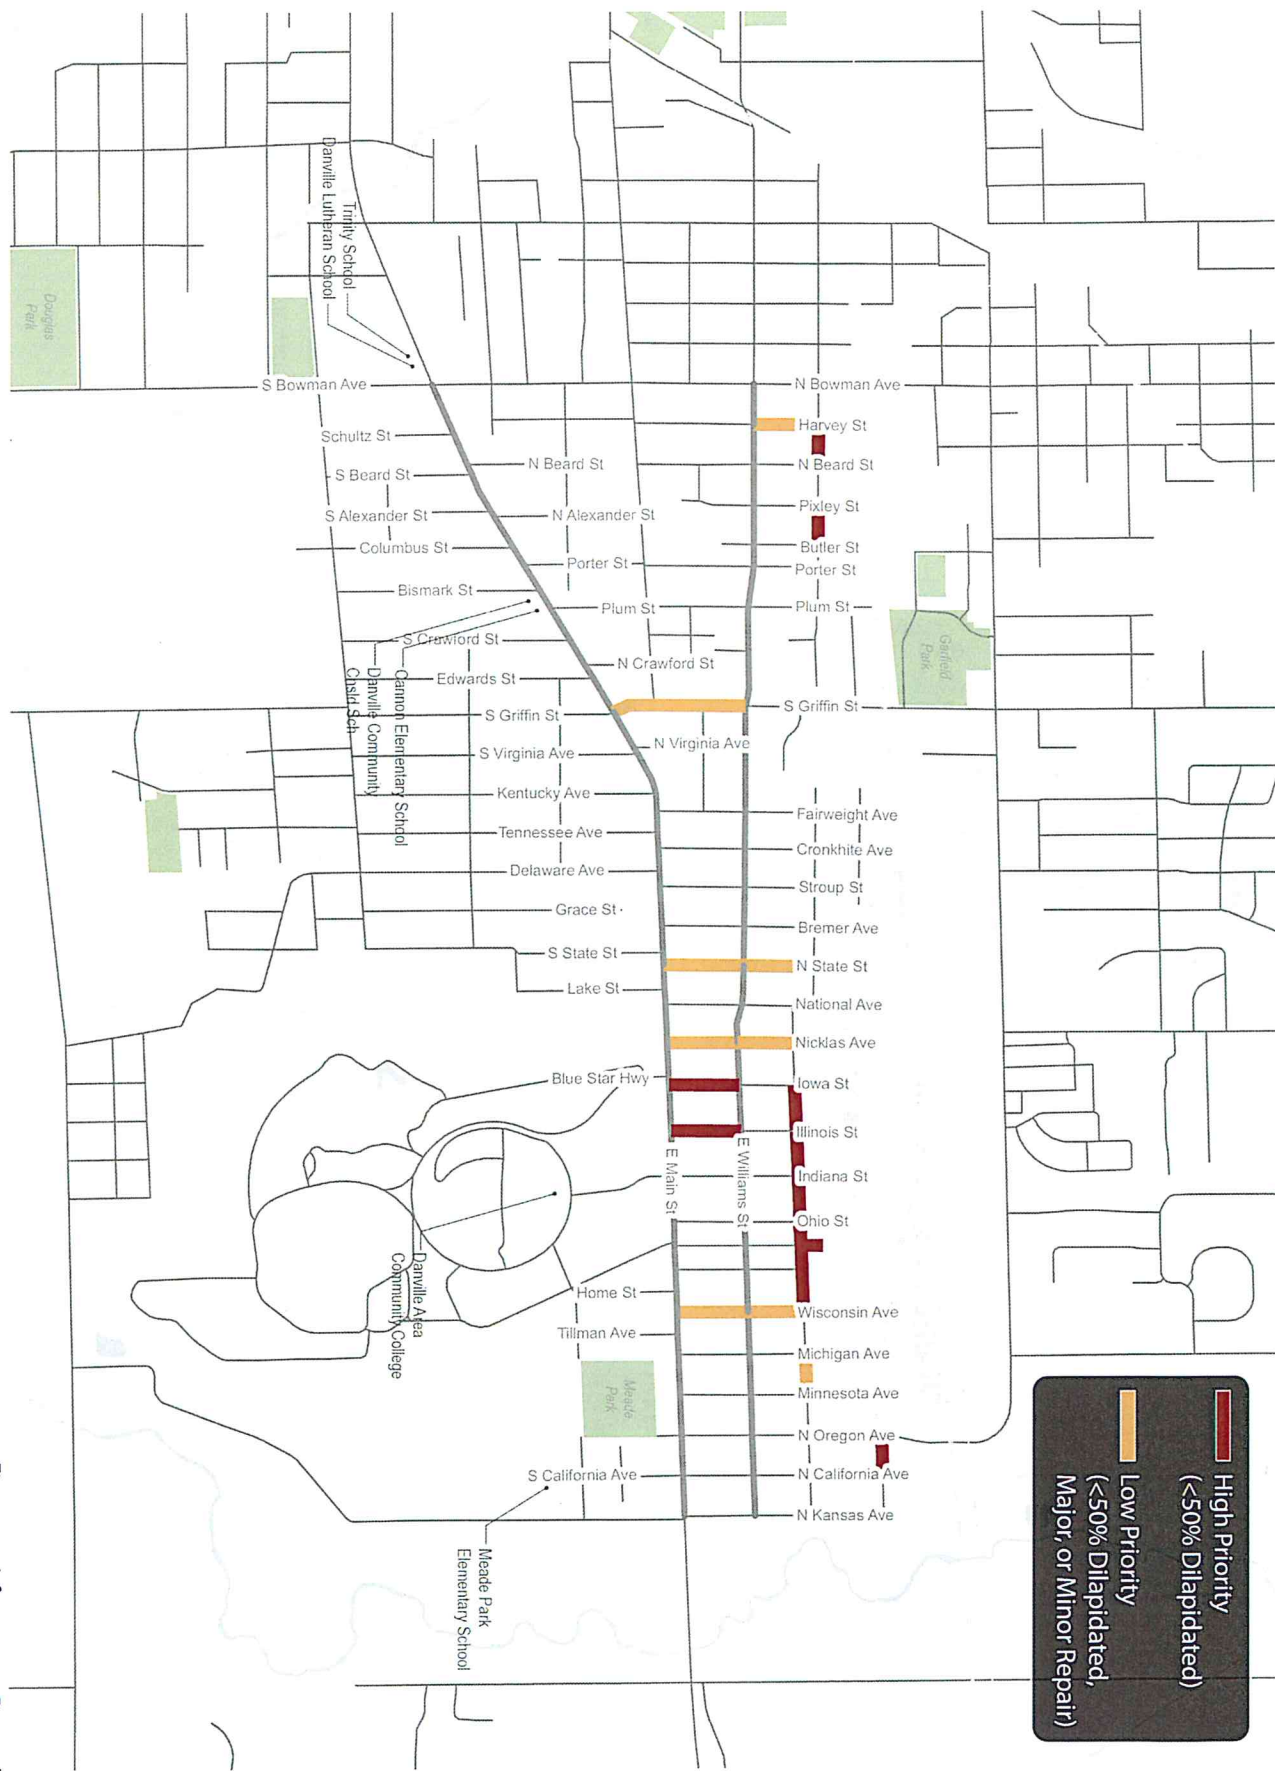 High Priority
(<50% Dilapidated)
Low Priority
(<50% Dilapidated,
Major, or Minor Repair)
Trinity School
Danville Lutheran School
Douglas
Park
S Bowman Ave
N Bowman Ave
Harvey St
Schultz St
N Beard St
N Beard St
S Beard St
Pixley St
S Alexander St
N Alexander St
Columbus St
Butler St
Porter St
Porter St
Bismark St
Plum St
Plum St
S Crawford St
N Crawford St
Garfield
Park
Edwards St
S Griffin St
S Griffin St
Cannon Elementary School
Danville Community
Cnsld Sch
S Virginia Ave
N Virginia Ave
Kentucky Ave
Fairweight Ave
Tennessee Ave
Cronkhite Ave
Delaware Ave
Stroup St
Grace St
Bremer Ave
S State St
N State St
Lake St
National Ave
Nicklas Ave
Blue Star Hwy
Iowa St
Illinois St
E Main St
E Williams St
Indiana St
Ohio St
Danville Area
Community College
Home St
Wisconsin Ave
Tillman Ave
Michigan Ave
Meade
Park
Minnesota Ave
N Oregon Ave
S California Ave
N California Ave
N Kansas Ave
Meade Park
Elementary School